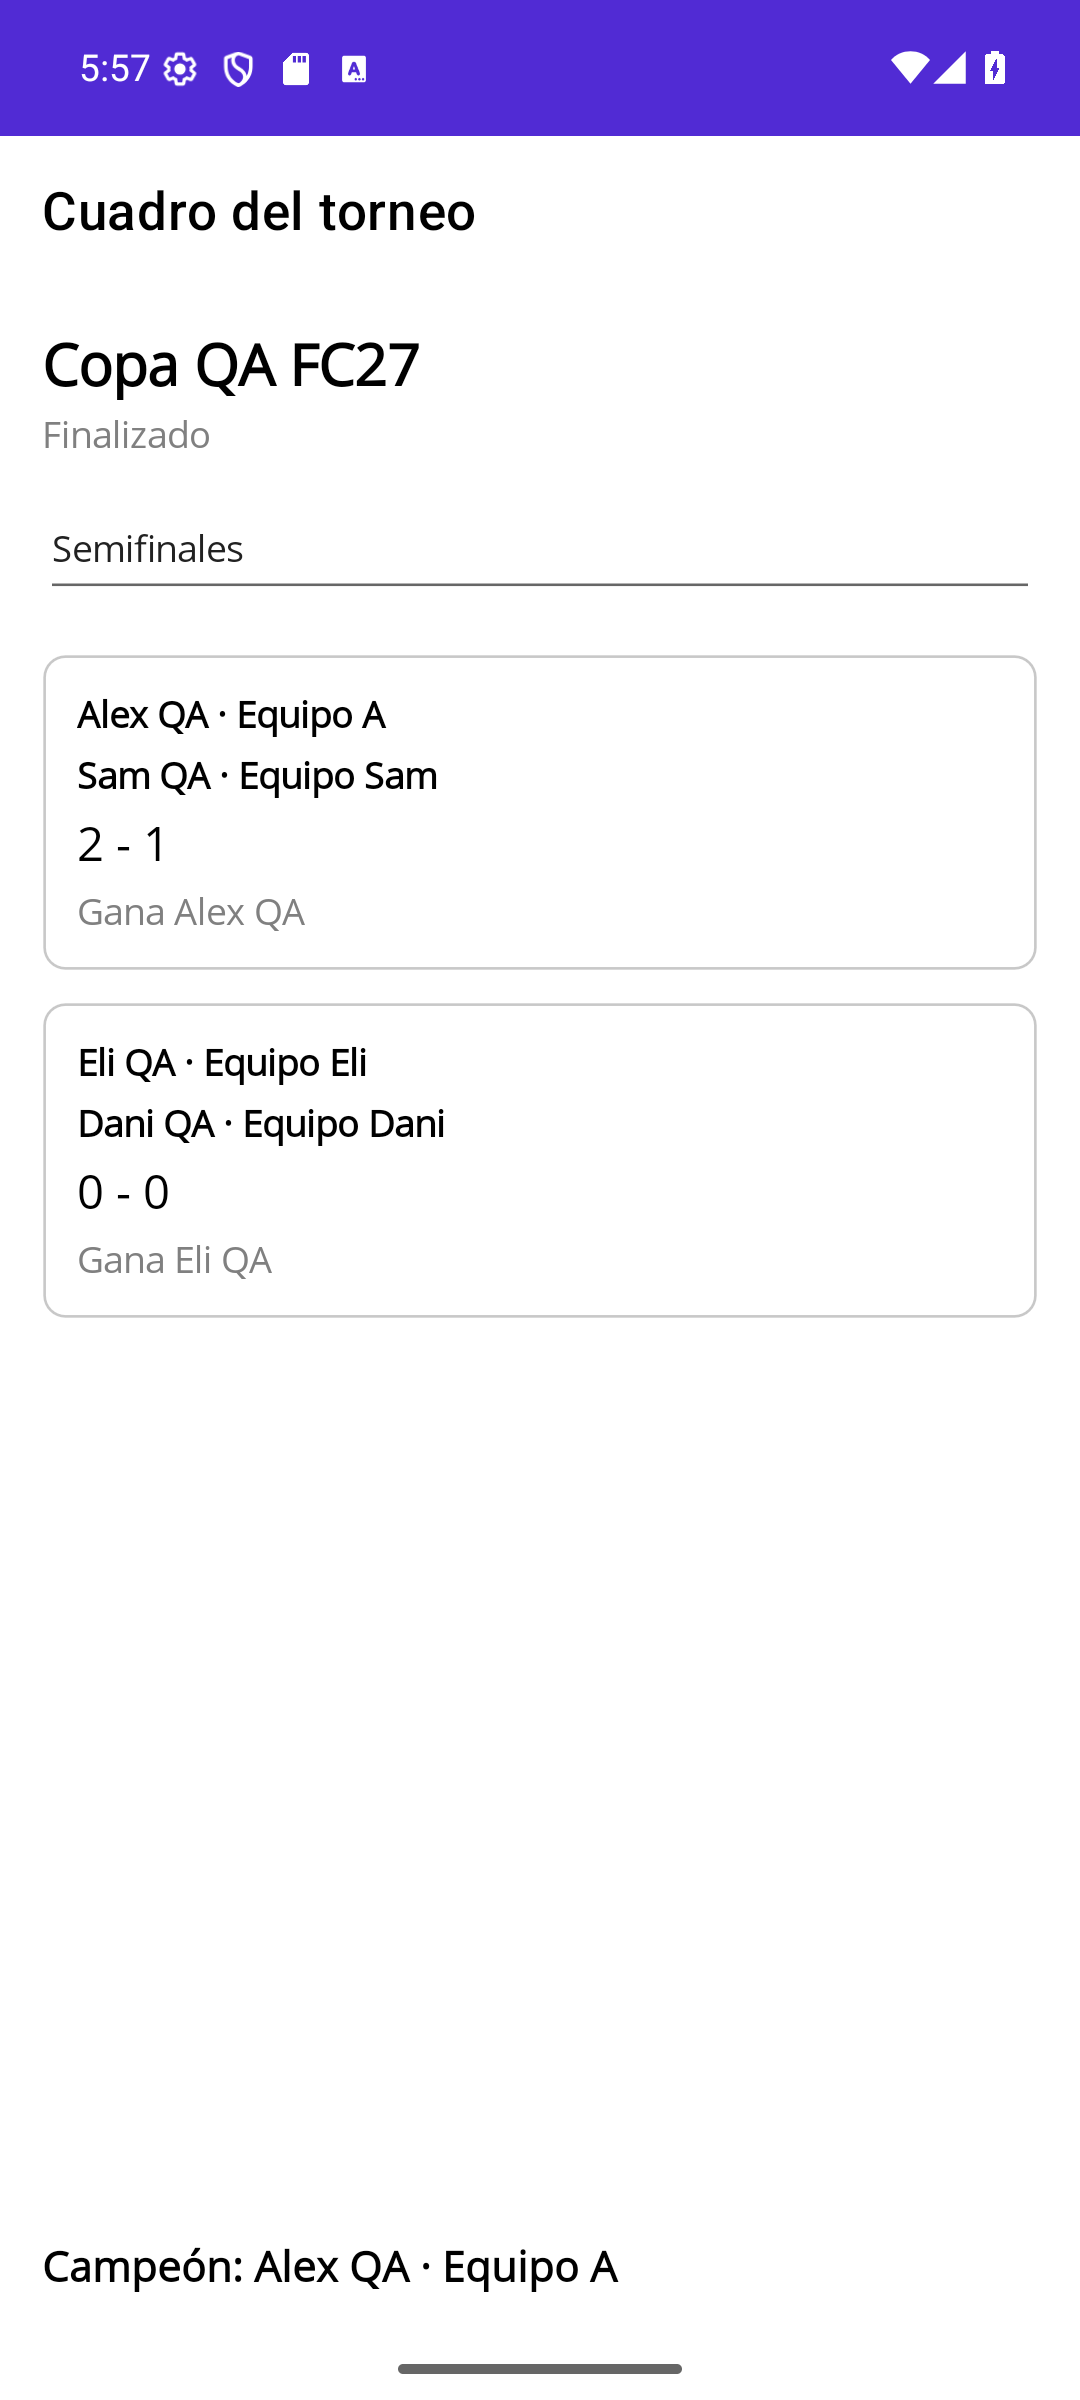 5:57
Cuadro del torneo
Copa QA FC27
Finalizado
Semifinales
Alex QA · Equipo A
Sam QA · Equipo Sam
2 - 1
Gana Alex QA
Eli QA · Equipo Eli
Dani QA · Equipo Dani
0 - 0
Gana Eli QA
Campeón: Alex QA · Equipo A